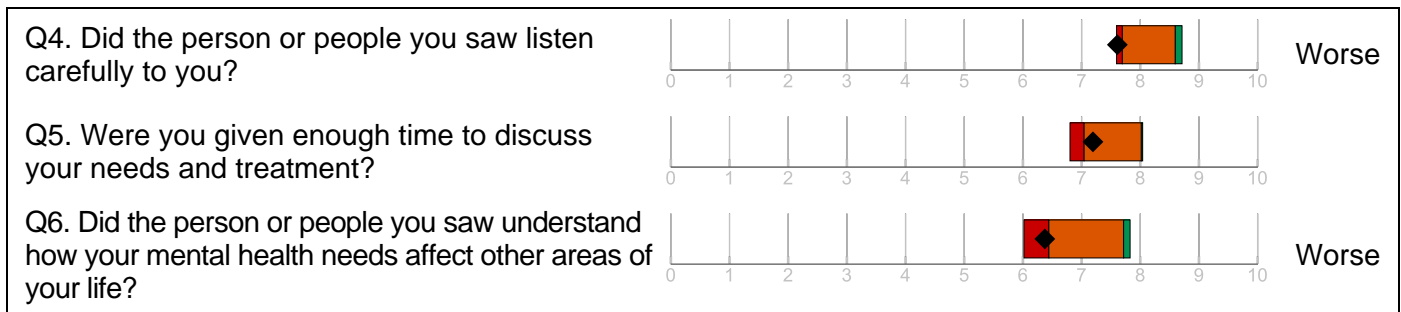 Q4. Did the person or people you saw listen
carefully to you?
Worse
0 1 2 3 4 5 6 7 8 9 10
Q5. Were you given enough time to discuss
your needs and treatment?
0 1 2 3 4 5 6 7 8 9 10
Q6. Did the person or people you saw understand
how your mental health needs affect other areas of
your life?
Worse
0 1 2 3 4 5 6 7 8 9 10